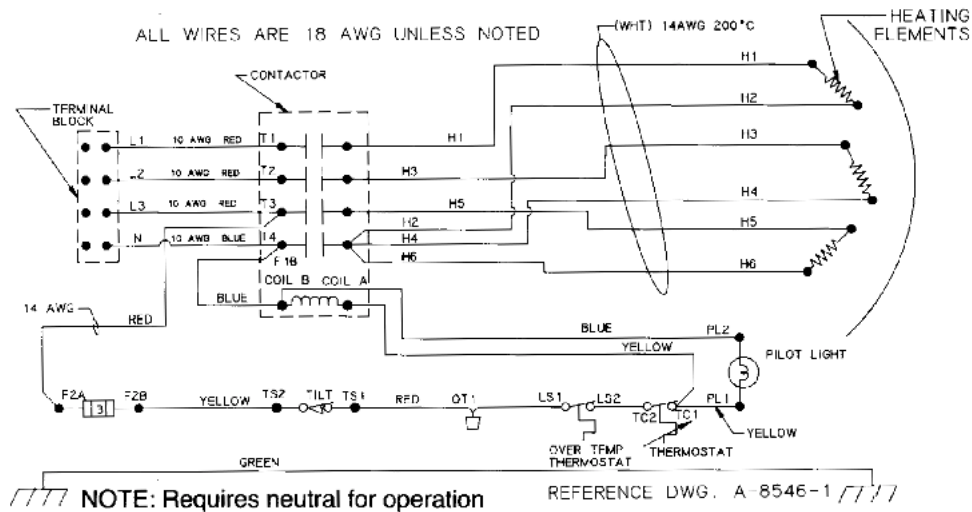 ALL WIRES ARE 18 AWG UNLESS NOTED
(WHT) 14AWG 200°C
HEATING
ELEMENTS
CONTACTOR
TERMINAL
BLOCK
H1
H2
L1 10 AWG RED T1 H1
H3
L2 10 AWG RED T2 H3
H4
L3 10 AWG RED T3 H5
H2
H5
N 10 AWG BLUE T4 H4
F1B H6
H6
COIL B COIL A
BLUE
14 AWG
RED
BLUE PL2
YELLOW
PILOT LIGHT
F2A 3 F2B YELLOW TS2 TILT TS1 RED OT1 LS1 LS2 TC2 TC1 PL1
YELLOW
OVER TEMP
THERMOSTAT
THERMOSTAT
GREEN
NOTE: Requires neutral for operation
REFERENCE DWG. A-8546-1